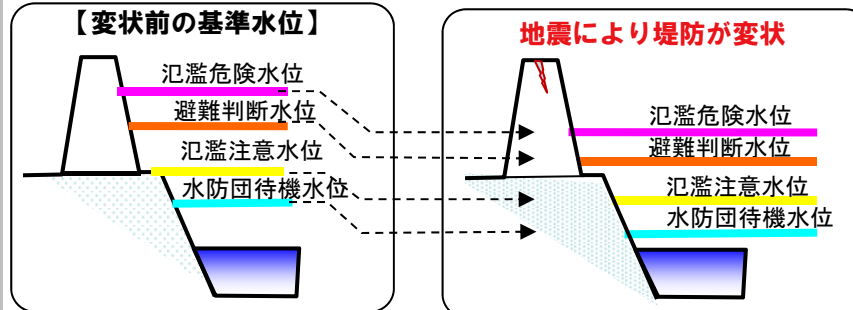 【変状前の基準水位】
氾濫危険水位
避難判断水位
氾濫注意水位
水防団待機水位
地震により堤防が変状
氾濫危険水位
避難判断水位
氾濫注意水位
水防団待機水位